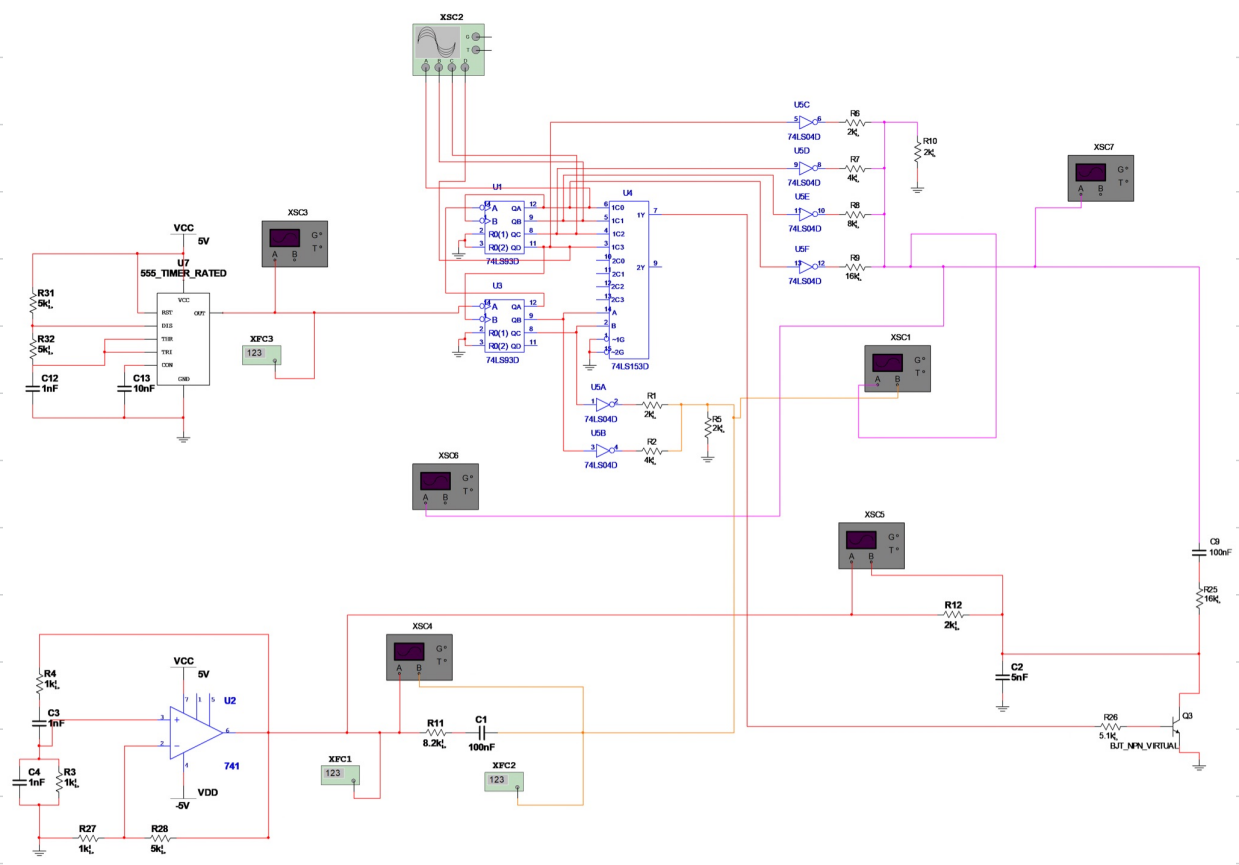 XSC2
G
T
A B C D
U5C
5 6
74LS04D
R6
2k¦¸
R10
2k¦¸
U5D
9 8
74LS04D
R7
4k¦¸
XSC7
G
T
A B
U5E
11 10
74LS04D
R8
8k¦¸
U5F
13 12
74LS04D
R9
16k¦¸
U1
14 A QA 12
1 B QB 9
2 R0(1) QC 8
3 R0(2) QD 11
74LS93D
U4
6 1C0 1Y 7
5 1C1
4 1C2
3 1C3
10 2C0 2Y 9
11 2C1
12 2C2
13 2C3
14 A
2 B
1 ~1G
15 ~2G
74LS153D
XSC3
G
T
A B
VCC
5V
U7
555_TIMER_RATED
VCC
RST OUT
DIS
THR
TRI
CON
GND
R31
5k¦¸
R32
5k¦¸
C12
1nF
C13
10nF
XFC3
123
U3
14 A QA 12
1 B QB 9
2 R0(1) QC 8
3 R0(2) QD 11
74LS93D
XSC1
G
T
A B
U5A
1 2
74LS04D
R1
2k¦¸
R5
2k¦¸
U5B
3 4
74LS04D
R2
4k¦¸
XSC6
G
T
A B
XSC5
G
T
A B
C9
100nF
R25
16k¦¸
R12
2k¦¸
C2
5nF
XSC4
G
T
A B
R4
1k¦¸
VCC
5V
U2
7 1 5
3
2
6
4
741
VDD
-5V
C3
1nF
C4
1nF
R3
1k¦¸
R27
1k¦¸
R28
5k¦¸
R11
8.2k¦¸
C1
100nF
XFC1
123
XFC2
123
R26
5.1k¦¸
Q3
BJT_NPN_VIRTUAL